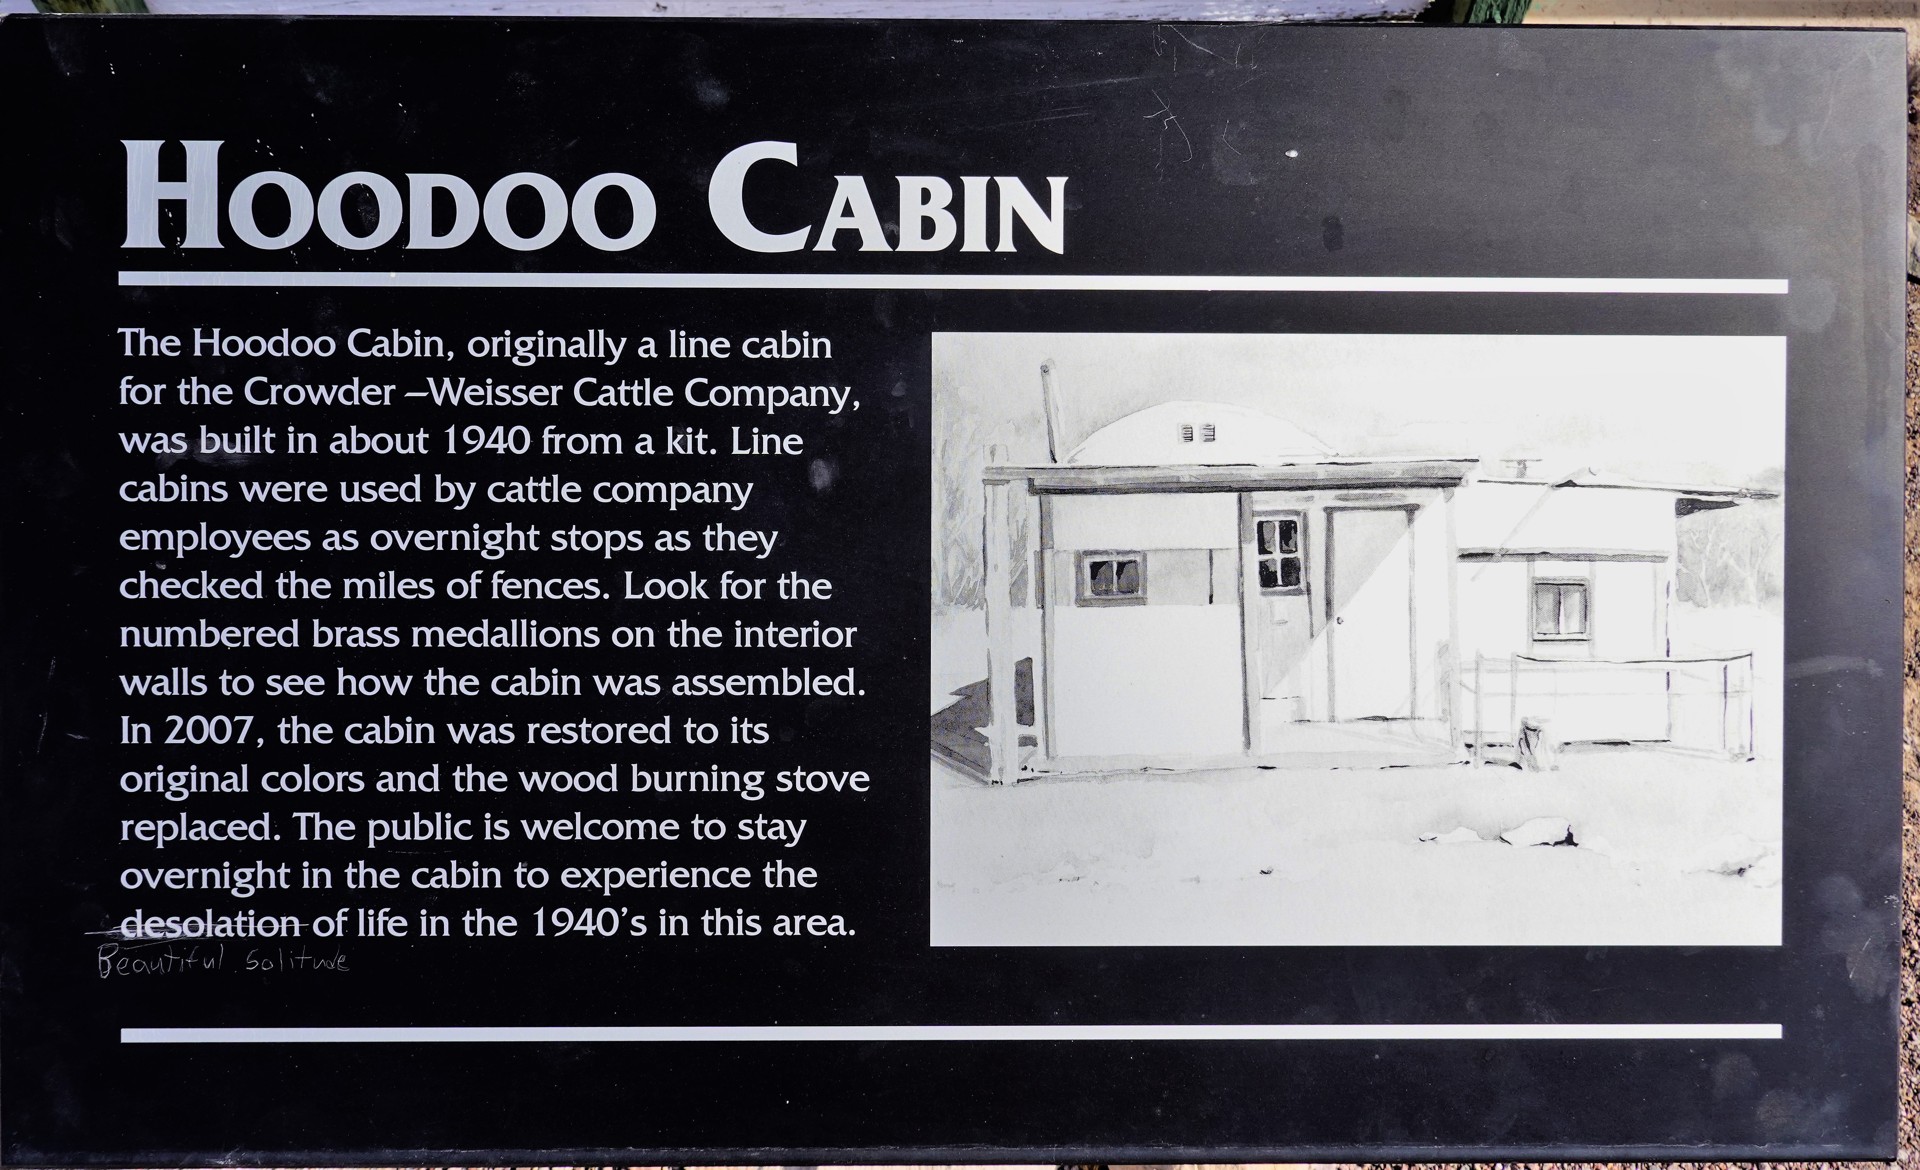 HOODOO CABIN
The Hoodoo Cabin, originally a line cabin
for the Crowder –Weisser Cattle Company,
was built in about 1940 from a kit. Line
cabins were used by cattle company
employees as overnight stops as they
checked the miles of fences. Look for the
numbered brass medallions on the interior
walls to see how the cabin was assembled.
In 2007, the cabin was restored to its
original colors and the wood burning stove
replaced. The public is welcome to stay
overnight in the cabin to experience the
desolation of life in the 1940's in this area.
Beautiful Solitude